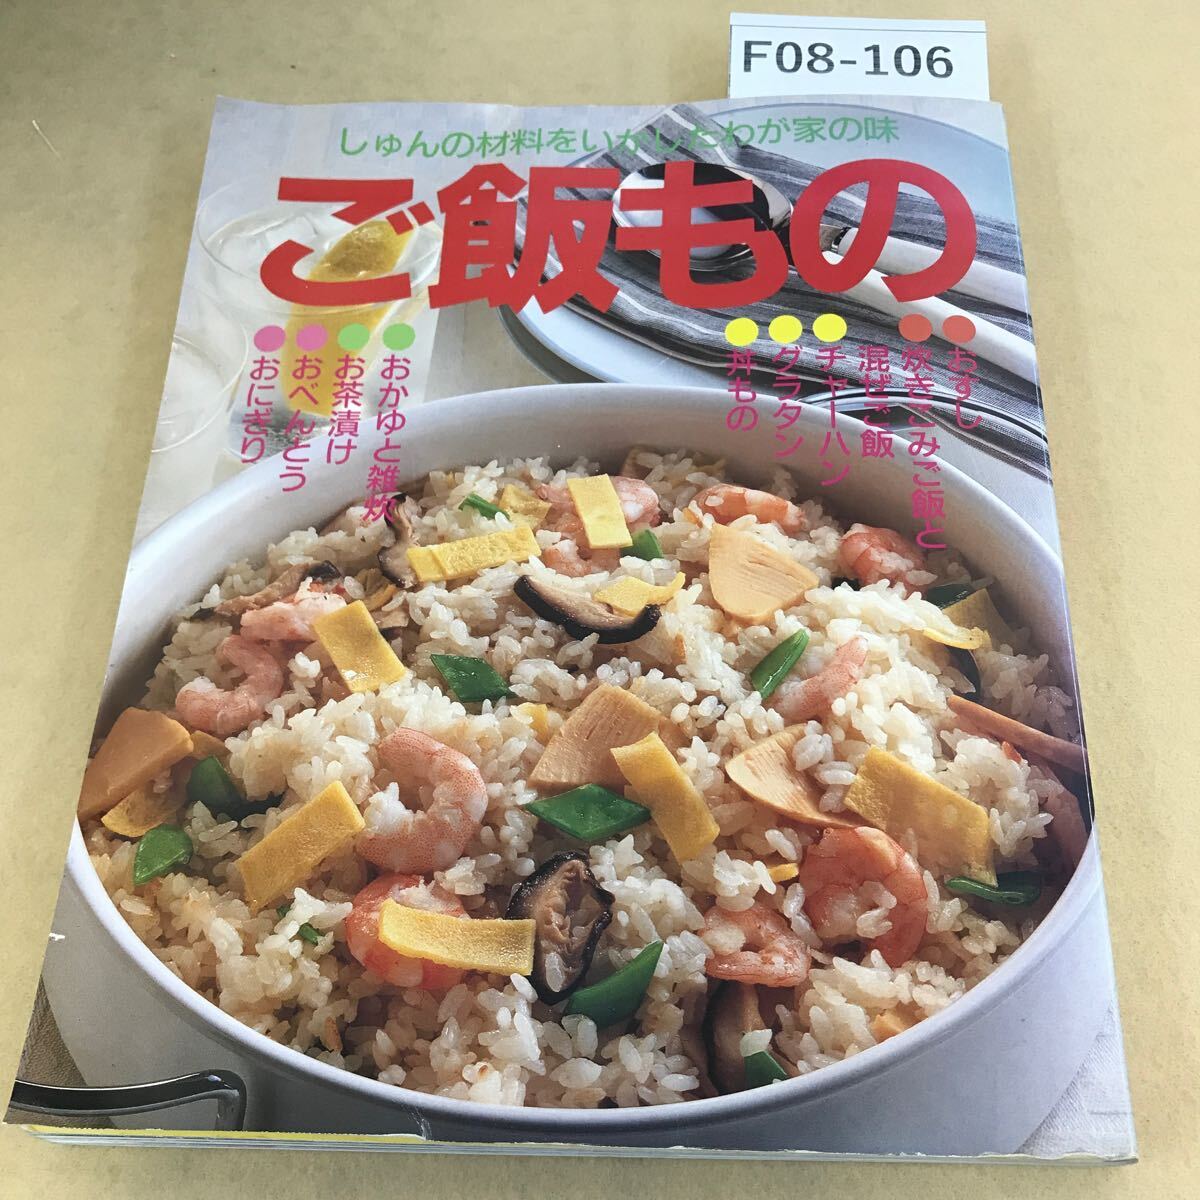 F08-106
しゅんの材料をいかしたわが家の味
ご飯もの
おすし
炊きこみご飯と
混ぜご飯
チャーハン
グラタン
丼もの
おかゆと雑炊
お茶漬け
おべんとう
おにぎり